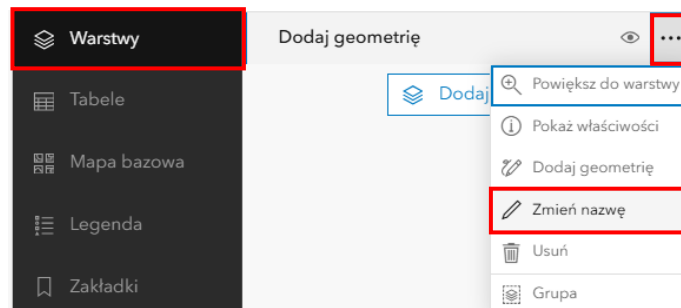 Warstwy
Tabele
Mapa bazowa
Legenda
Zakładki
Dodaj geometrię
Dodaj
Powiększ do warstwy
Pokaż właściwości
Dodaj geometrię
Zmień nazwę
Usuń
Grupa